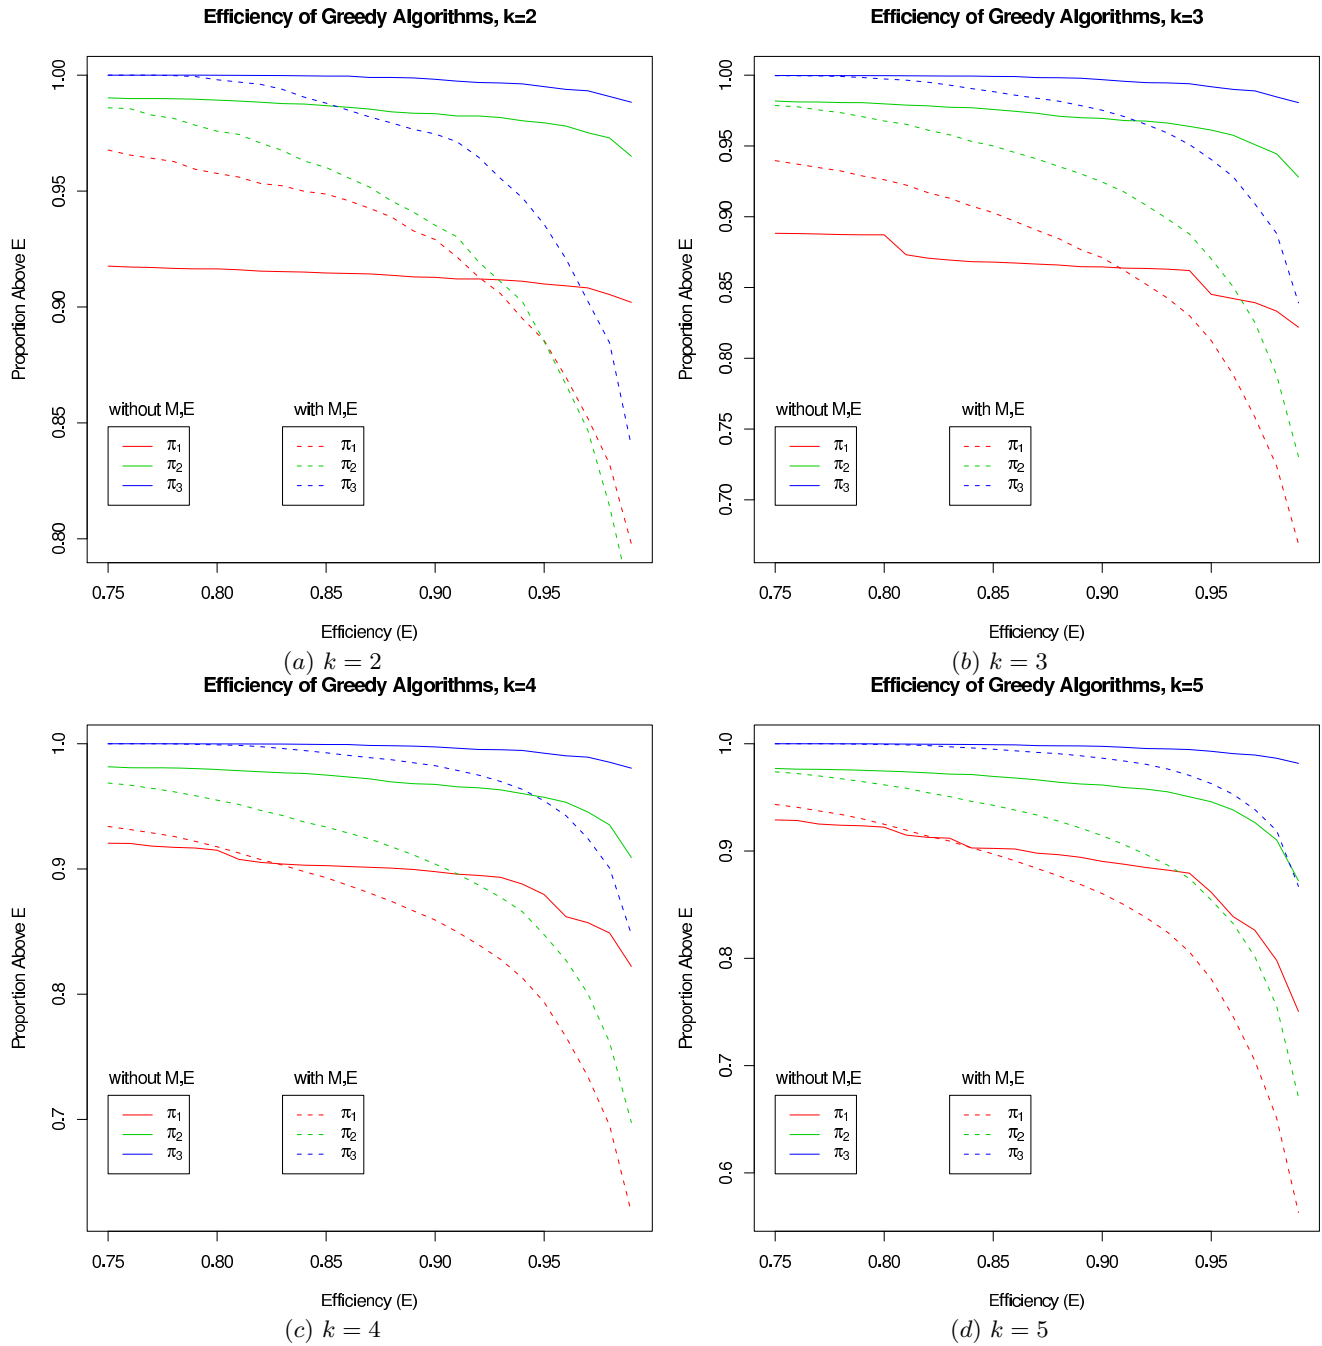 Efficiency of Greedy Algorithms, k=2
1.00
0.95
0.90
0.85
0.80
Proportion Above E
without M,E
π1
π2
π3
with M,E
π1
π2
π3
0.75 0.80 0.85 0.90 0.95
Efficiency (E)
(a) k = 2
Efficiency of Greedy Algorithms, k=3
1.00
0.95
0.90
0.85
0.80
0.75
0.70
Proportion Above E
without M,E
π1
π2
π3
with M,E
π1
π2
π3
0.75 0.80 0.85 0.90 0.95
Efficiency (E)
(b) k = 3
Efficiency of Greedy Algorithms, k=4
1.0
0.9
0.8
0.7
Proportion Above E
without M,E
π1
π2
π3
with M,E
π1
π2
π3
0.75 0.80 0.85 0.90 0.95
Efficiency (E)
(c) k = 4
Efficiency of Greedy Algorithms, k=5
1.0
0.9
0.8
0.7
0.6
Proportion Above E
without M,E
π1
π2
π3
with M,E
π1
π2
π3
0.75 0.80 0.85 0.90 0.95
Efficiency (E)
(d) k = 5